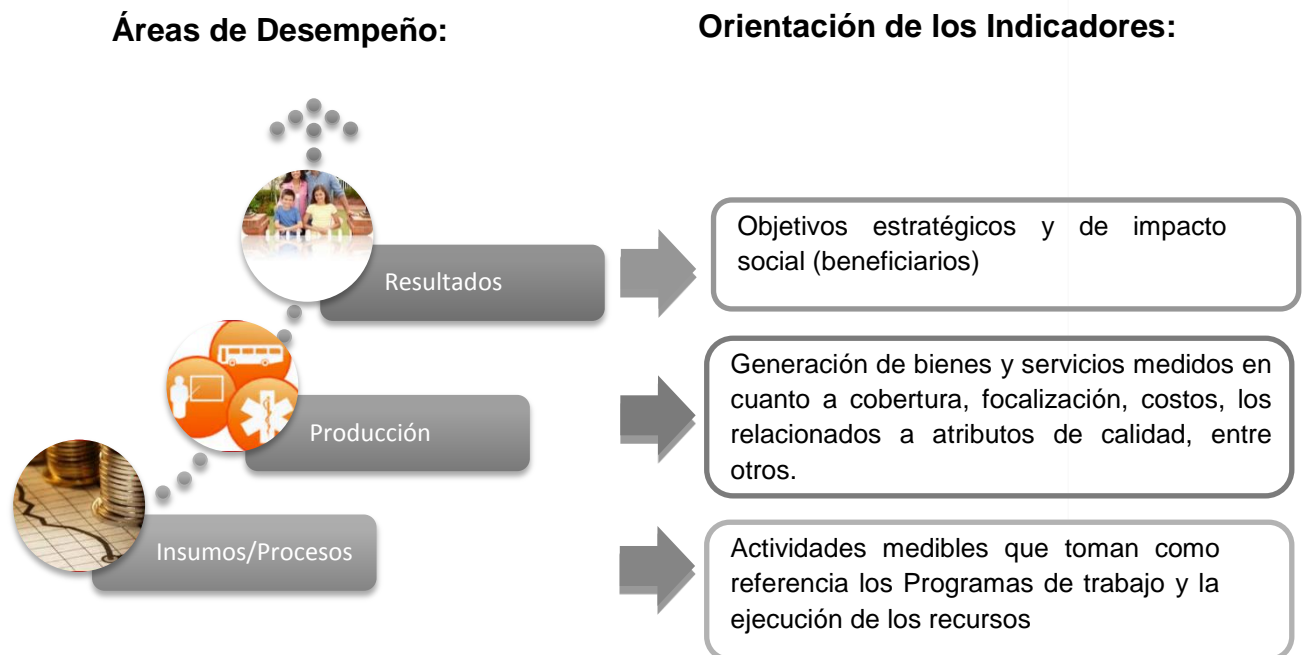 Áreas de Desempeño:
Orientación de los Indicadores:
Resultados
Objetivos estratégicos y de impacto
social (beneficiarios)
Producción
Generación de bienes y servicios medidos en
cuanto a cobertura, focalización, costos, los
relacionados a atributos de calidad, entre
otros.
Insumos/Procesos
Actividades medibles que toman como
referencia los Programas de trabajo y la
ejecución de los recursos